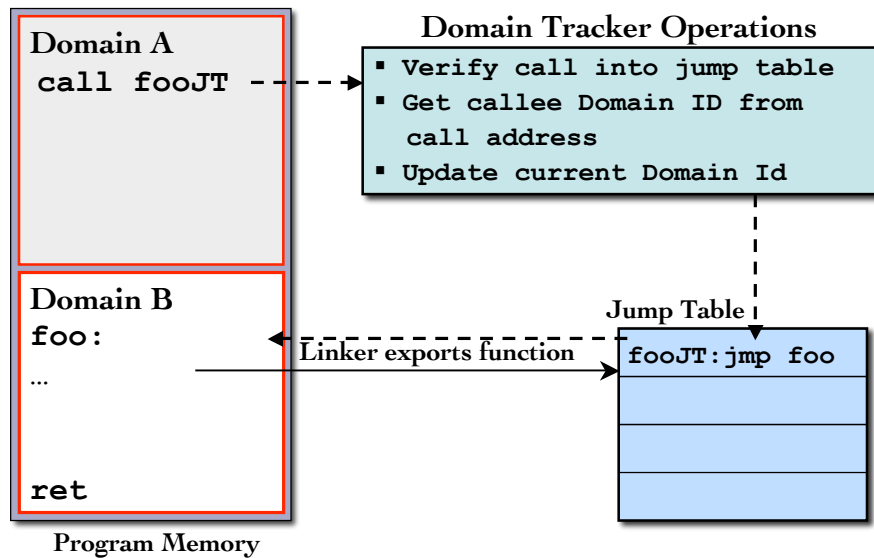 Domain A
call fooJT
Domain Tracker Operations
▪ Verify call into jump table
▪ Get callee Domain ID from
call address
▪ Update current Domain Id
Domain B
foo:
...
ret
Program Memory
Linker exports function
Jump Table
fooJT:jmp foo